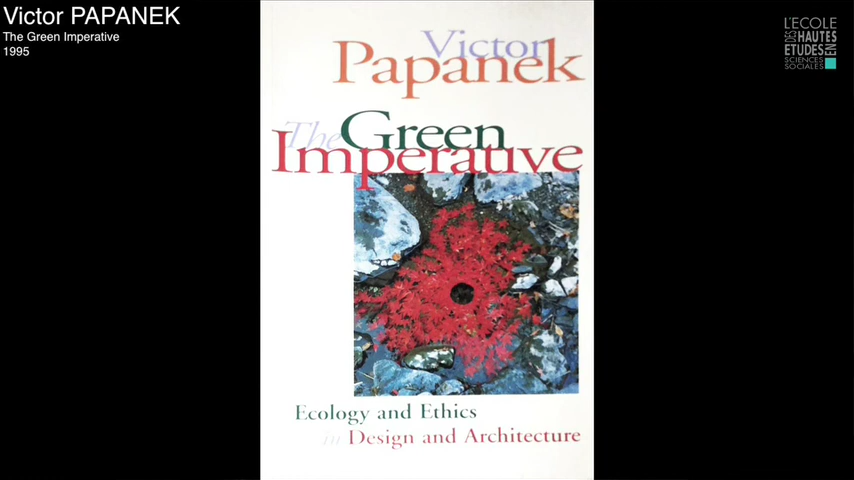 Victor PAPANEK
The Green Imperative
1995
L'ECOLE
DES HAUTES
ETUDES EN
SCIENCES
SOCIALES
Victor
Papanek
The Green
Imperative
Ecology and Ethics
in Design and Architecture